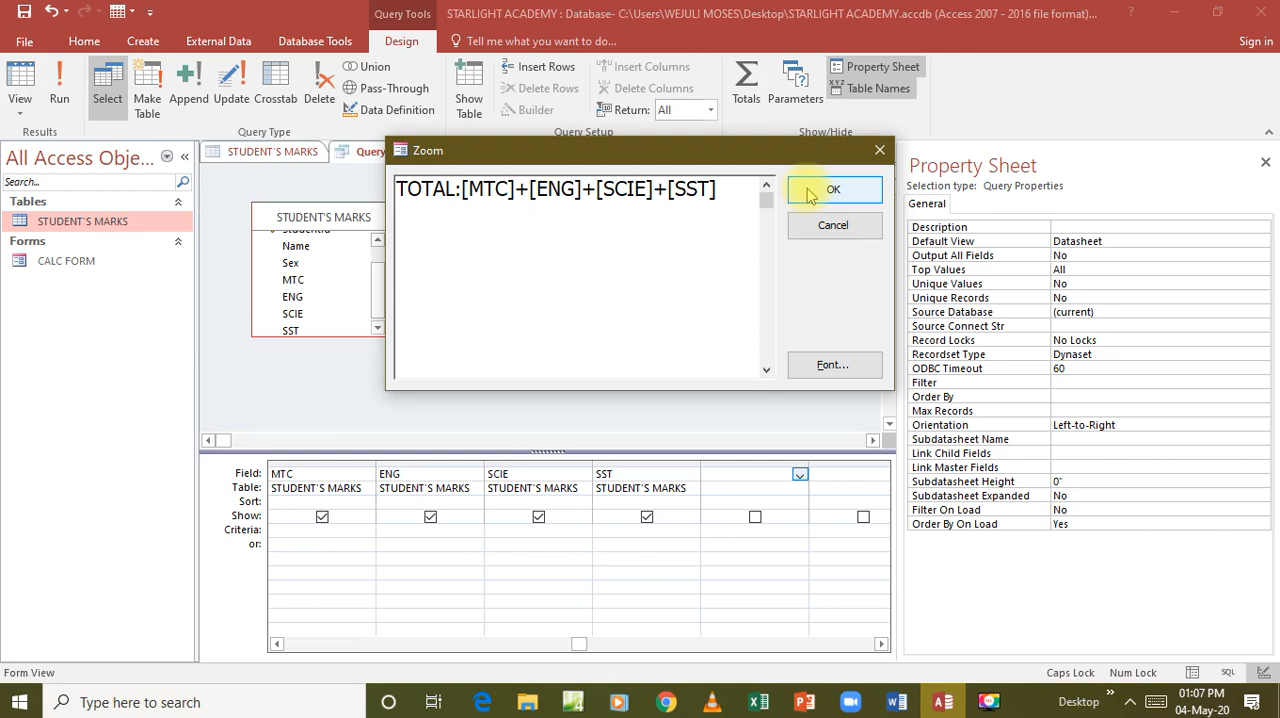 Query Tools
STARLIGHT ACADEMY : Database- C:\Users\WEJULI MOSES\Desktop\STARLIGHT ACADEMY.accdb (Access 2007 - 2016 file format)...
File Home Create External Data Database Tools Design Tell me what you want to do... Sign in
View
Run
Select
Make Table
Append
Update
Crosstab
Delete
Union
Pass-Through
Data Definition
Show Table
Insert Rows
Delete Rows
Builder
Insert Columns
Delete Columns
Return: All
Totals
Parameters
Property Sheet
Table Names
Results Query Type Query Setup Show/Hide
All Access Obje...
Search...
Tables
STUDENT'S MARKS
Forms
CALC FORM
STUDENT'S MARKS
Query
Zoom
TOTAL:[MTC]+[ENG]+[SCIE]+[SST]
OK
Cancel
Font...
STUDENT'S MARKS
Name
Sex
MTC
ENG
SCIE
SST
Field: MTC ENG SCIE SST
Table: STUDENT'S MARKS STUDENT'S MARKS STUDENT'S MARKS STUDENT'S MARKS
Sort:
Show:
Criteria:
or:
Property Sheet
Selection type: Query Properties
General
Description
Default View Datasheet
Output All Fields No
Top Values All
Unique Values No
Unique Records No
Source Database (current)
Source Connect Str
Record Locks No Locks
Recordset Type Dynaset
ODBC Timeout 60
Filter
Order By
Max Records
Orientation Left-to-Right
Subdatasheet Name
Link Child Fields
Link Master Fields
Subdatasheet Height 0"
Subdatasheet Expanded No
Filter On Load No
Order By On Load Yes
Form View Caps Lock Num Lock SQL
Type here to search
Desktop
01:07 PM
04-May-20